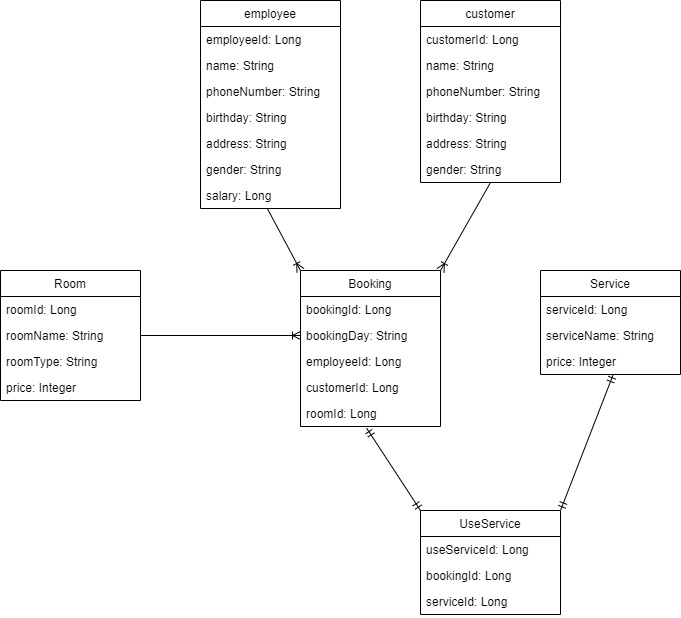 employee
employeeId: Long
name: String
phoneNumber: String
birthday: String
address: String
gender: String
salary: Long
customer
customerId: Long
name: String
phoneNumber: String
birthday: String
address: String
gender: String
Room
roomId: Long
roomName: String
roomType: String
price: Integer
Booking
bookingId: Long
bookingDay: String
employeeId: Long
customerId: Long
roomId: Long
Service
serviceId: Long
serviceName: String
price: Integer
UseService
useServiceId: Long
bookingId: Long
serviceId: Long